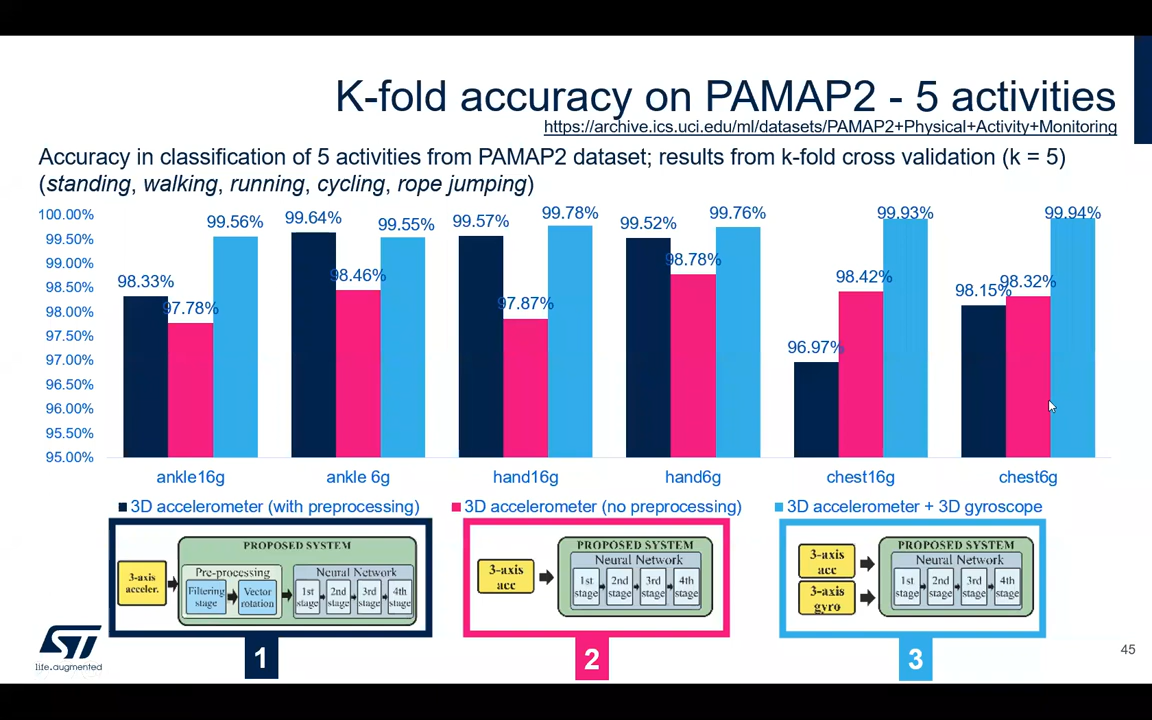 K-fold accuracy on PAMAP2 - 5 activities
https://archive.ics.uci.edu/ml/datasets/PAMAP2+Physical+Activity+Monitoring
Accuracy in classification of 5 activities from PAMAP2 dataset; results from k-fold cross validation (k = 5)
(standing, walking, running, cycling, rope jumping)
100.00%
99.50%
99.00%
98.50%
98.00%
97.50%
97.00%
96.50%
96.00%
95.50%
95.00%
98.33%
97.78%
99.56%
99.64%
98.46%
99.55%
99.57%
97.87%
99.78%
99.52%
98.78%
99.76%
96.97%
98.42%
99.93%
98.15%
98.32%
99.94%
ankle16g
ankle 6g
hand16g
hand6g
chest16g
chest6g
3D accelerometer (with preprocessing)
3D accelerometer (no preprocessing)
3D accelerometer + 3D gyroscope
3-axis
acceler.
PROPOSED SYSTEM
Pre-processing
Filtering
stage
Vector
rotation
Neural Network
1st
stage
2nd
stage
3rd
stage
4th
stage
1
3-axis
acc
PROPOSED SYSTEM
Neural Network
1st
stage
2nd
stage
3rd
stage
4th
stage
2
3-axis
acc
3-axis
gyro
PROPOSED SYSTEM
Neural Network
1st
stage
2nd
stage
3rd
stage
4th
stage
3
ST
life.augmented
45